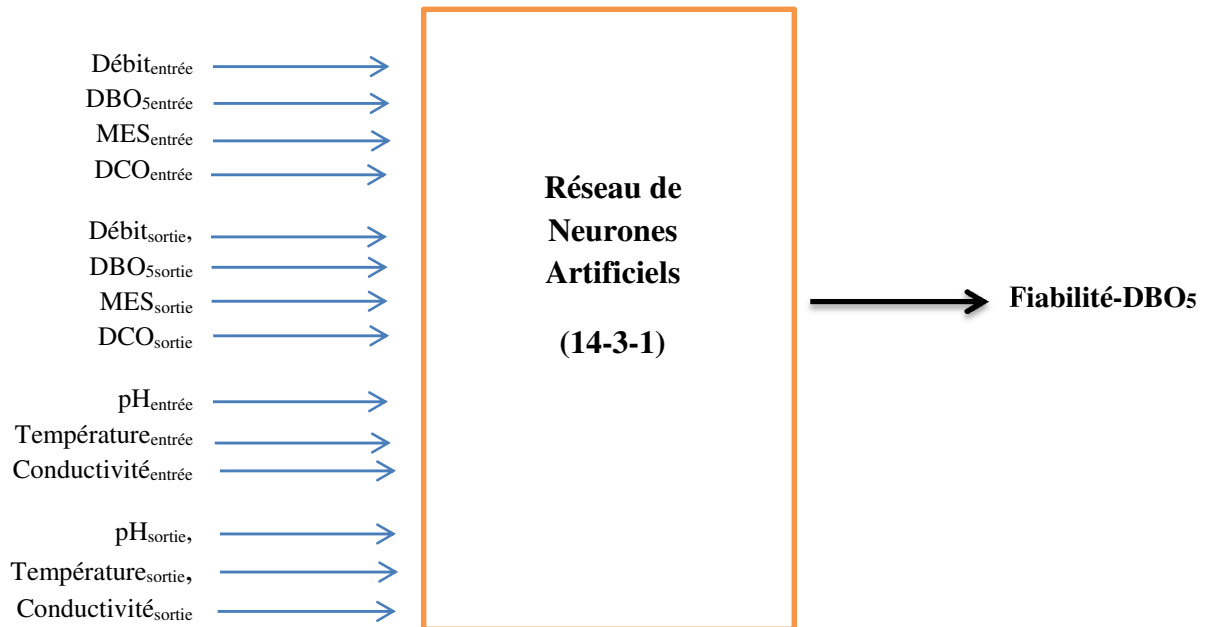 Débitentrée
DBO5entrée
MESentrée
DCOentrée
Débitsortie,
DBO5sortie
MESsortie
DCOsortie
pHentrée
Températureentrée
Conductivitéentrée
pHsortie,
Températuresortie,
Conductivitésortie
Réseau de
Neurones
Artificiels
(14-3-1)
Fiabilité-DBO5